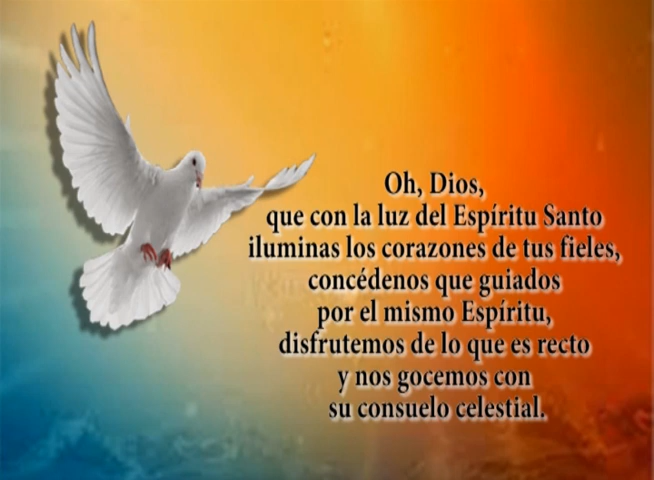 Oh, Dios,
que con la luz del Espíritu Santo
iluminas los corazones de tus fieles,
concédenos que guiados
por el mismo Espíritu,
disfrutemos de lo que es recto
y nos gocemos con
su consuelo celestial.